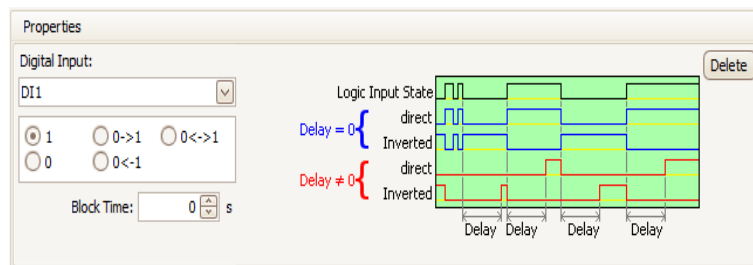 Properties
Digital Input:
DI1
1
0->1
0<->1
0
0<-1
Block Time:
0
s
Delete
Logic Input State
Delay = 0
direct
Inverted
Delay ≠ 0
direct
Inverted
Delay Delay Delay Delay